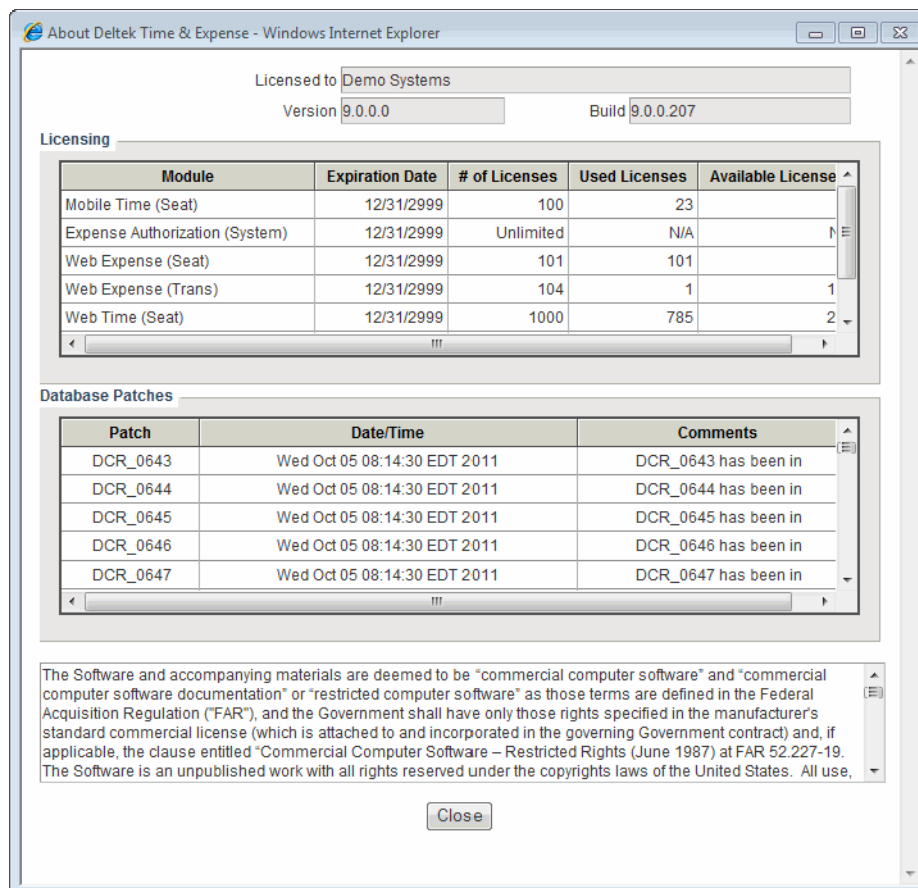 About Deltek Time & Expense - Windows Internet Explorer
Licensed to Demo Systems
Version 9.0.0.0 Build 9.0.0.207
Licensing
Module Expiration Date # of Licenses Used Licenses Available License
Mobile Time (Seat) 12/31/2999 100 23
Expense Authorization (System) 12/31/2999 Unlimited N/A
Web Expense (Seat) 12/31/2999 101 101
Web Expense (Trans) 12/31/2999 104 1 1
Web Time (Seat) 12/31/2999 1000 785 2
Database Patches
Patch Date/Time Comments
DCR_0643 Wed Oct 05 08:14:30 EDT 2011 DCR_0643 has been in
DCR_0644 Wed Oct 05 08:14:30 EDT 2011 DCR_0644 has been in
DCR_0645 Wed Oct 05 08:14:30 EDT 2011 DCR_0645 has been in
DCR_0646 Wed Oct 05 08:14:30 EDT 2011 DCR_0646 has been in
DCR_0647 Wed Oct 05 08:14:30 EDT 2011 DCR_0647 has been in
The Software and accompanying materials are deemed to be “commercial computer software” and “commercial
computer software documentation” or “restricted computer software” as those terms are defined in the Federal
Acquisition Regulation ("FAR"), and the Government shall have only those rights specified in the manufacturer's
standard commercial license (which is attached to and incorporated in the governing Government contract) and, if
applicable, the clause entitled “Commercial Computer Software – Restricted Rights (June 1987) at FAR 52.227-19.
The Software is an unpublished work with all rights reserved under the copyrights laws of the United States. All use,
Close